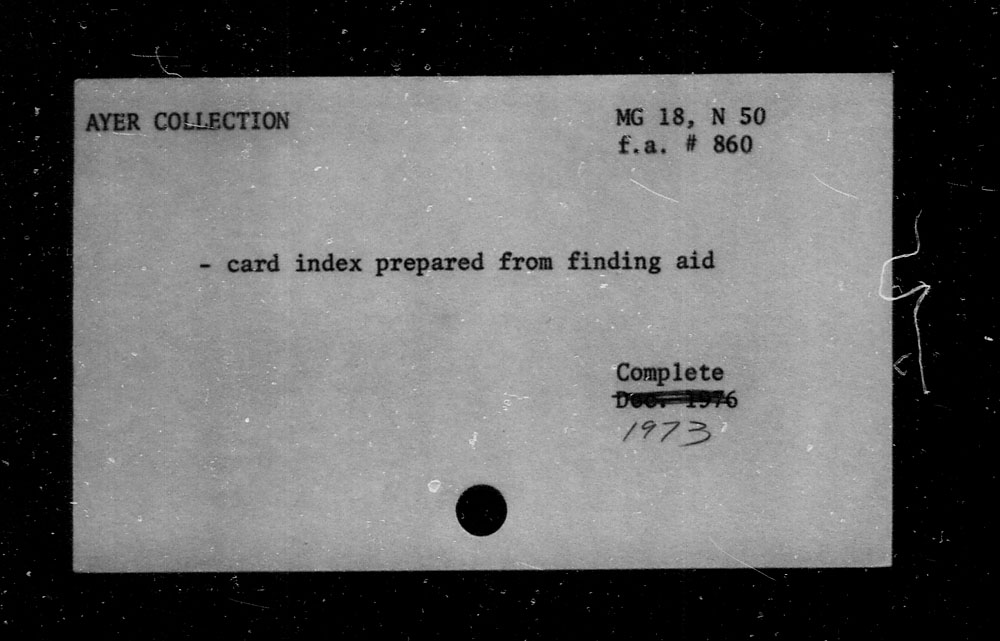 AYER COLLECTION
MG 18, N 50
f.a. # 860
- card index prepared from finding aid
Complete
Dec. 1976
1973